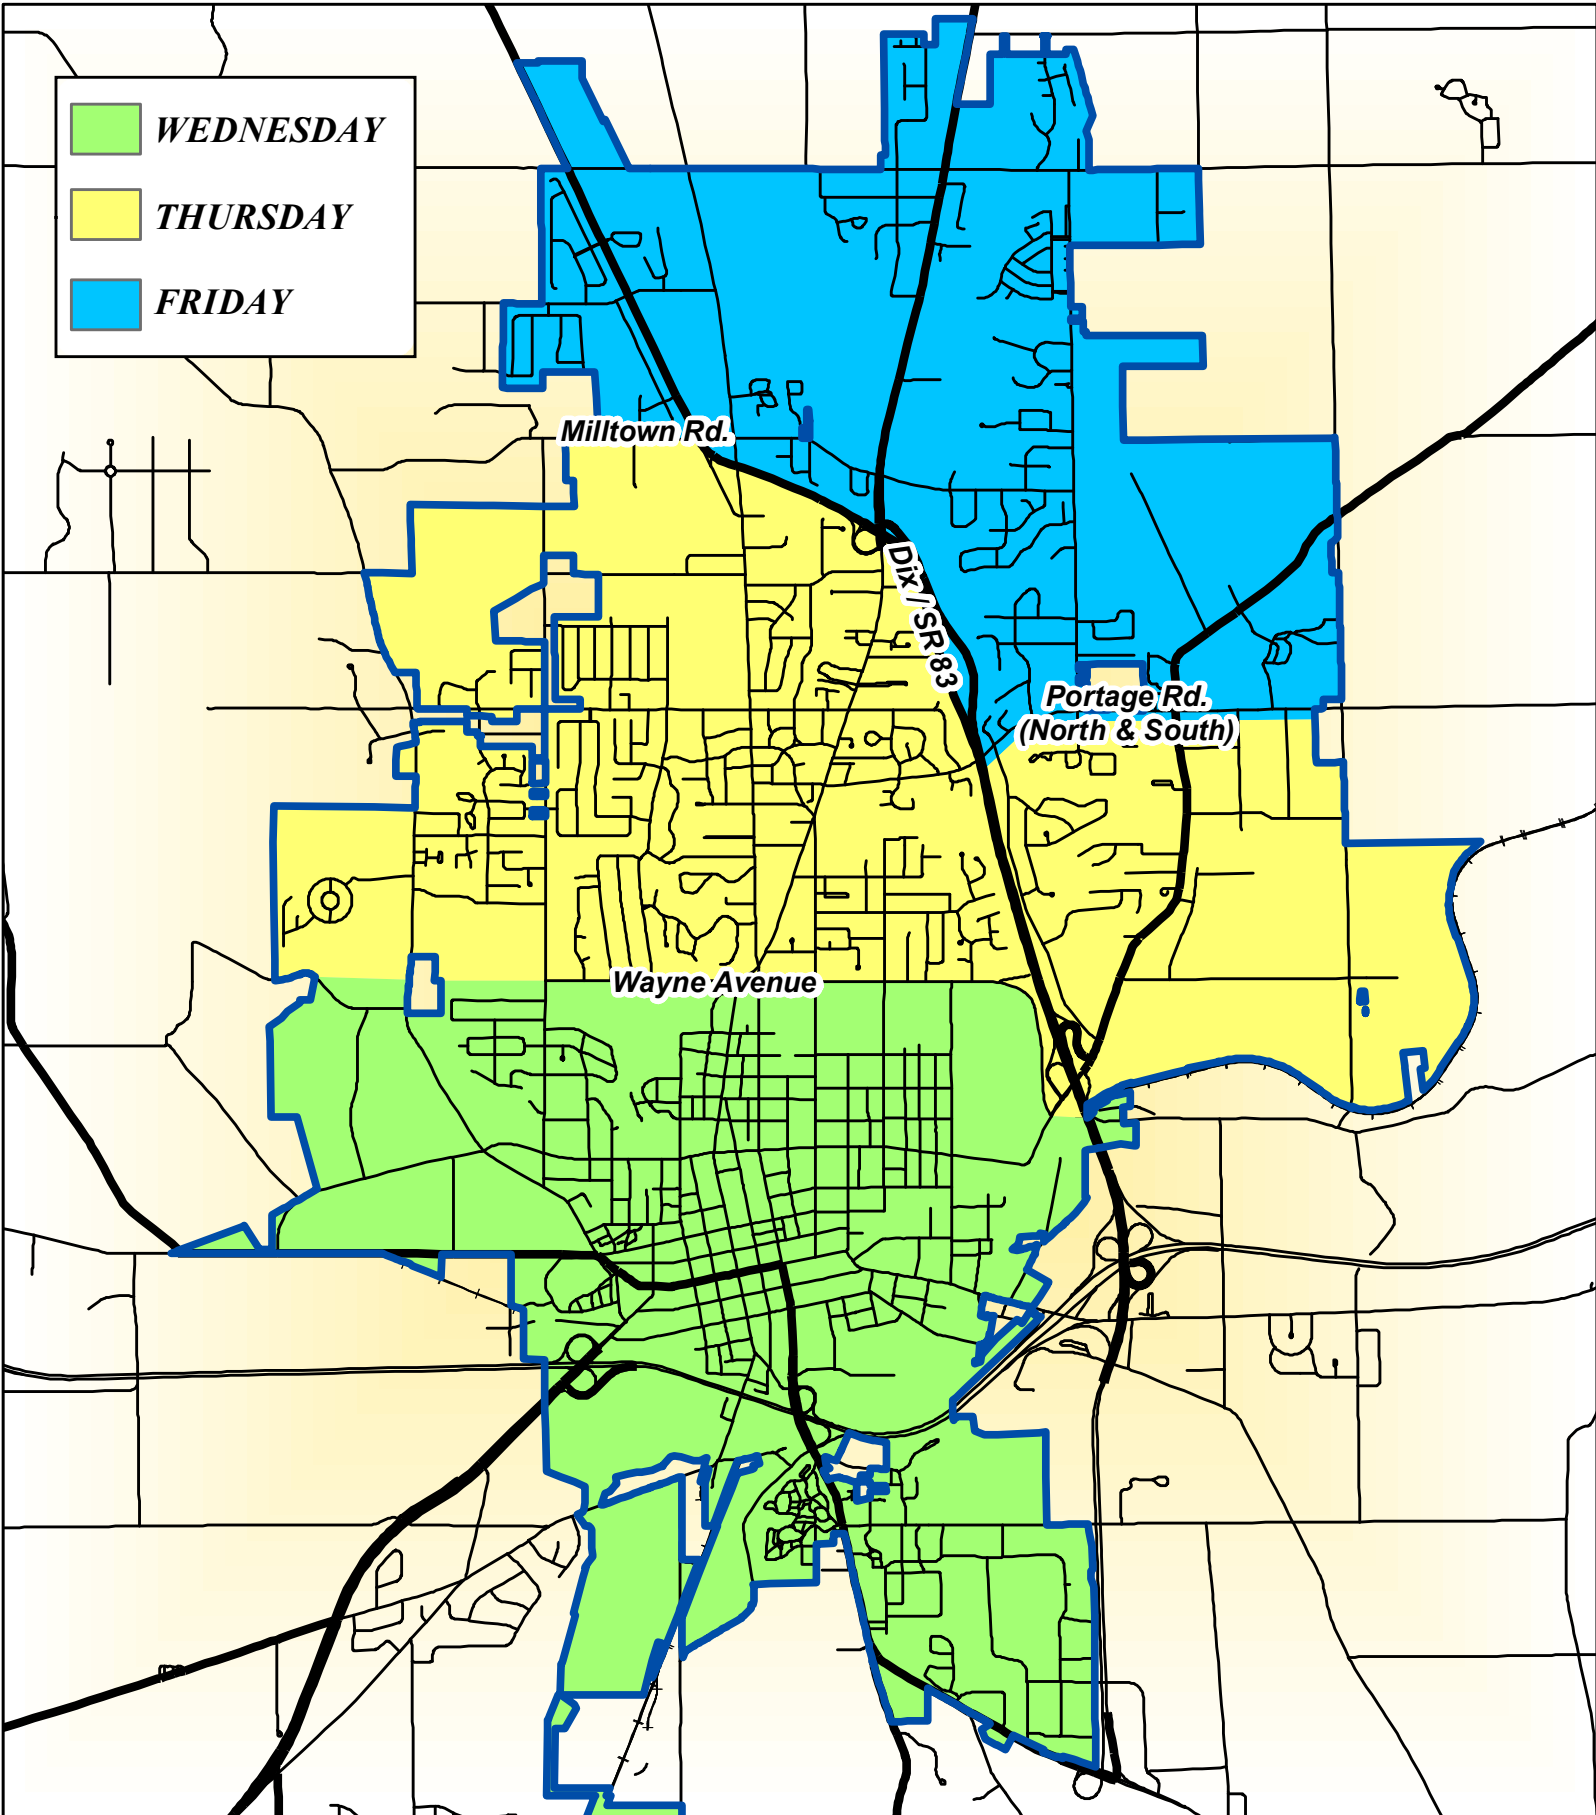 WEDNESDAY
THURSDAY
FRIDAY
Milltown Rd.
Dix / SR 83
Portage Rd.
(North & South)
Wayne Avenue